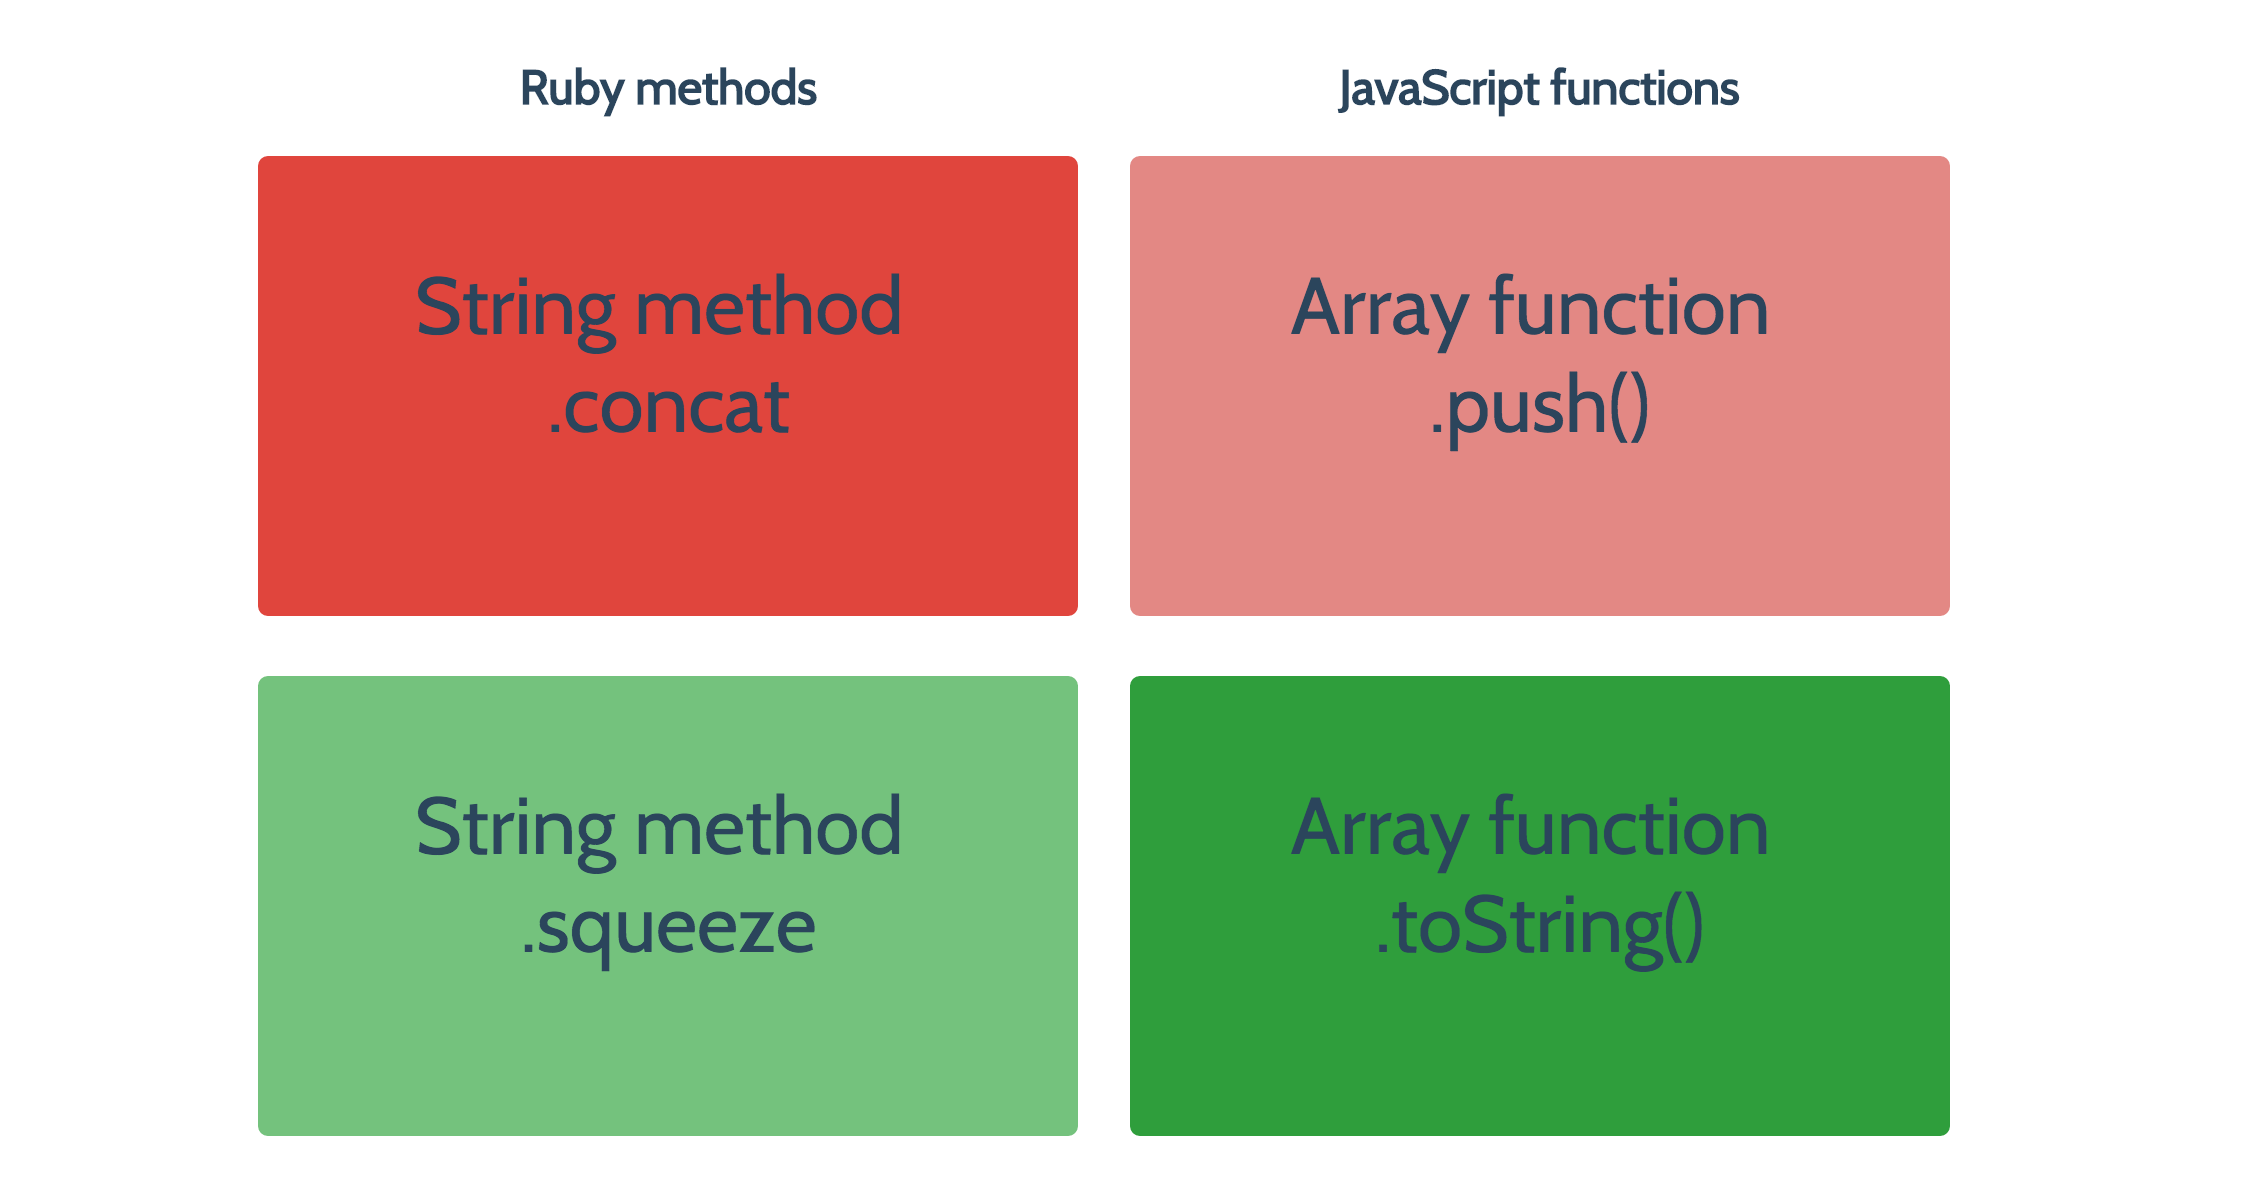 Ruby methods
JavaScript functions
String method
.concat
Array function
.push()
String method
.squeeze
Array function
.toString()